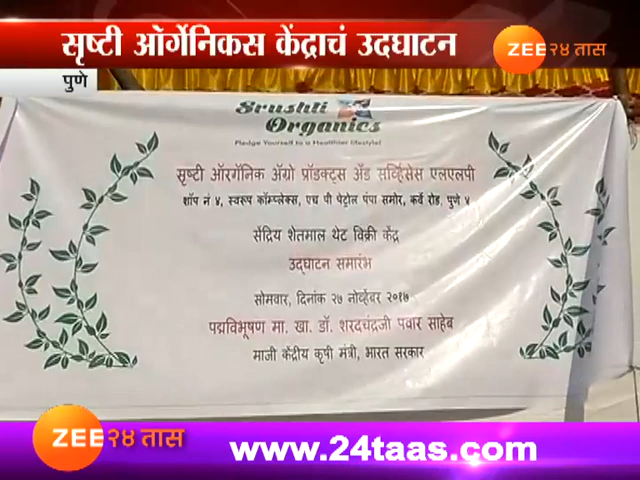 सृष्टी ऑर्गेनिकस केंद्राचं उदघाटन
ZEE २४ तास
पुणे
Srushti
Organics
Pledge Yourself to a Healthier lifestyle!
सृष्टी ऑरगॅनिक अ‍ॅग्रो प्रॉडक्ट्स अ‍ॅंड सर्व्हिसेस एलएलपी
शॉप नं ४, स्वरूप कॉम्प्लेक्स, एच पी पेट्रोल पंपा समोर, कर्वे रोड, पुणे ४
सेंद्रिय शेतमाल थेट विक्री केंद्र
उद्घाटन समारंभ
सोमवार, दिनांक २७ नोव्हेंबर २०१७
पद्मविभूषण मा. खा. डॉ. शरदचंद्रजी पवार साहेब
माजी केंद्रीय कृषी मंत्री, भारत सरकार
ZEE २४ तास
www.24taas.com